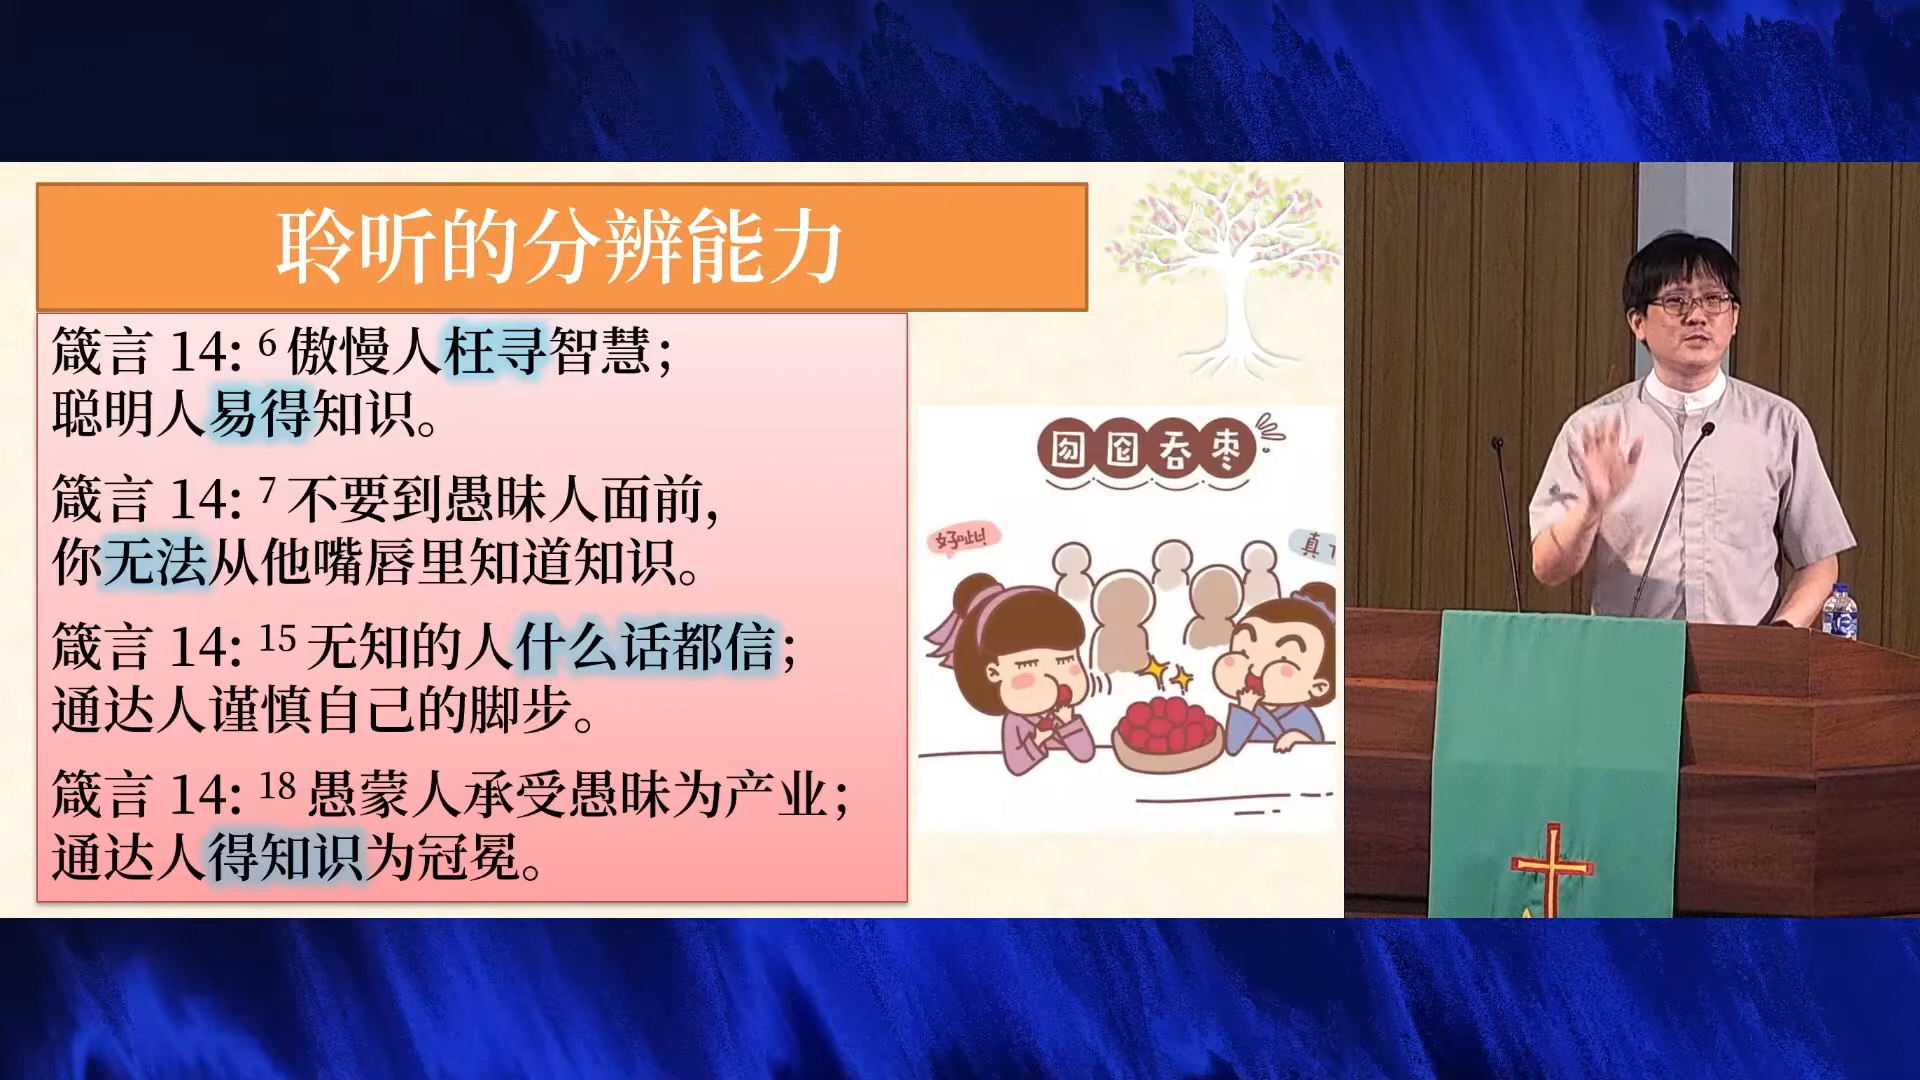 聆听的分辨能力
箴言 14: 6 傲慢人枉寻智慧；
聪明人易得知识。
箴言 14: 7 不要到愚昧人面前，
你无法从他嘴唇里知道知识。
箴言 14: 15 无知的人什么话都信；
通达人谨慎自己的脚步。
箴言 14: 18 愚蒙人承受愚昧为产业；
通达人得知识为冠冕。
囫囵吞枣
好吃!
真